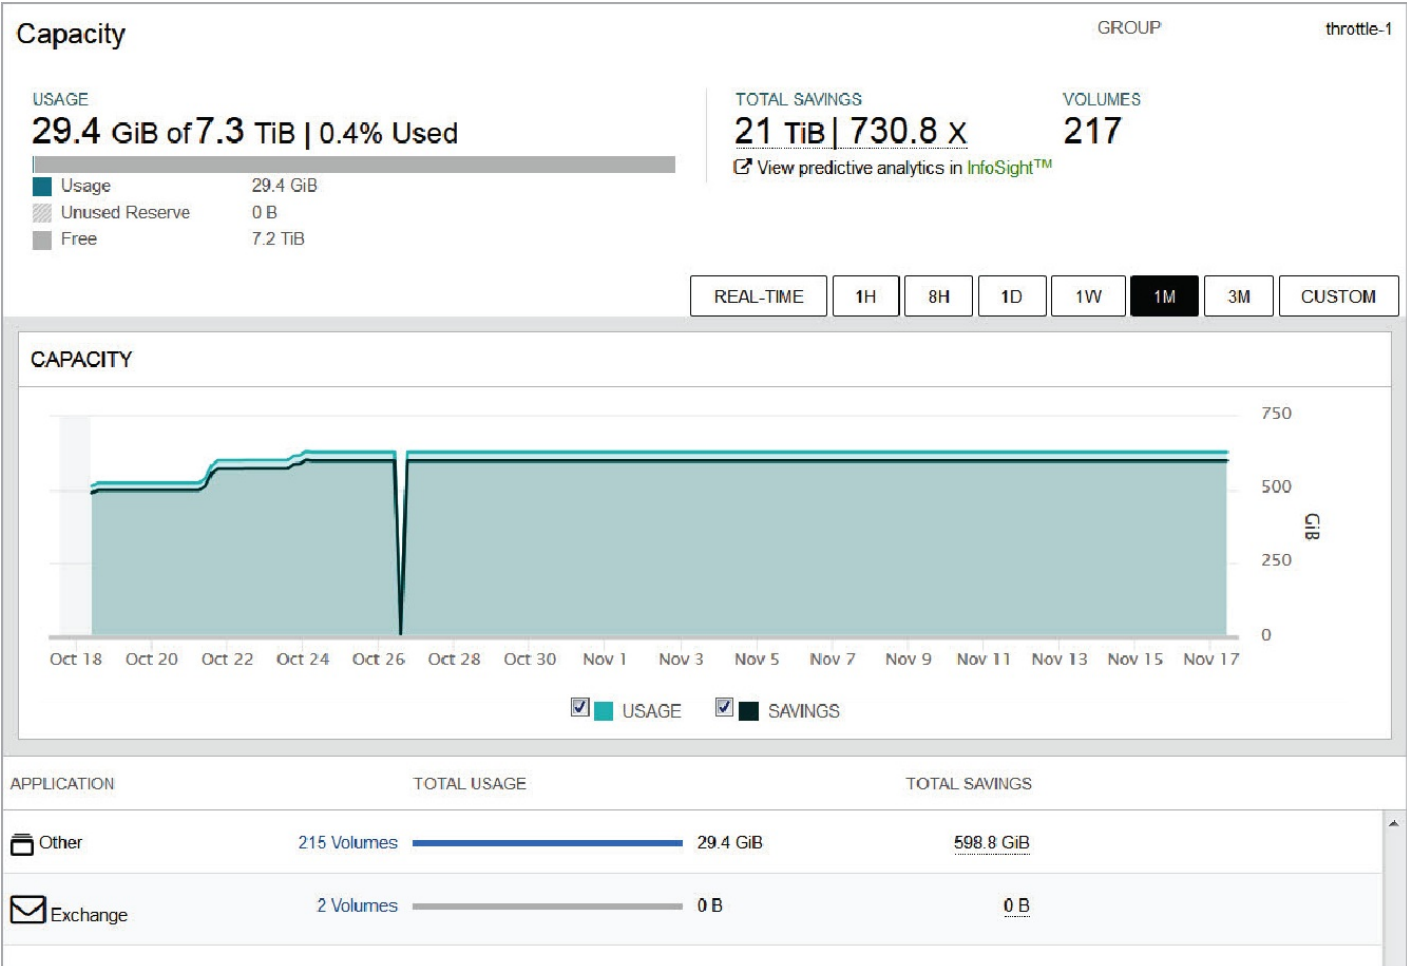 Capacity
GROUP throttle-1
USAGE
29.4 GiB of 7.3 TiB | 0.4% Used
TOTAL SAVINGS
21 TiB | 730.8 X
View predictive analytics in InfoSight™
VOLUMES
217
Usage 29.4 GiB
Unused Reserve 0 B
Free 7.2 TiB
REAL-TIME 1H 8H 1D 1W 1M 3M CUSTOM
CAPACITY
750
500
250
0
GiB
Oct 18 Oct 20 Oct 22 Oct 24 Oct 26 Oct 28 Oct 30 Nov 1 Nov 3 Nov 5 Nov 7 Nov 9 Nov 11 Nov 13 Nov 15 Nov 17
USAGE SAVINGS
APPLICATION TOTAL USAGE TOTAL SAVINGS
Other 215 Volumes 29.4 GiB 598.8 GiB
Exchange 2 Volumes 0 B 0 B